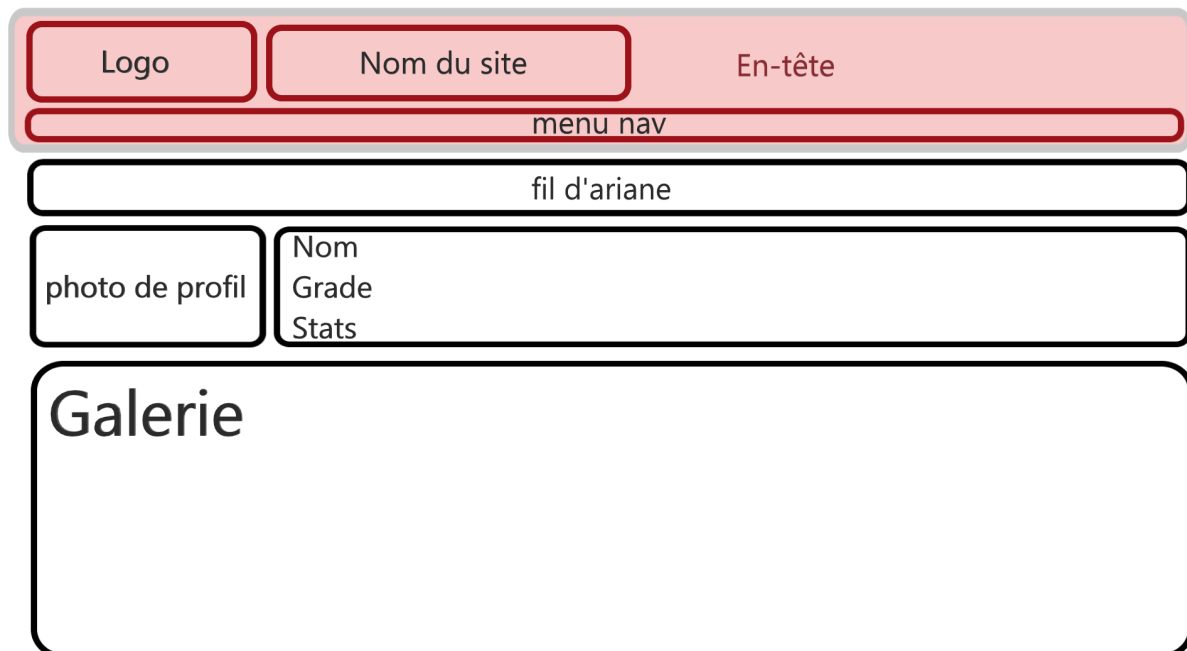 Logo
Nom du site
En-tête
menu nav
fil d'ariane
photo de profil
Nom
Grade
Stats
Galerie